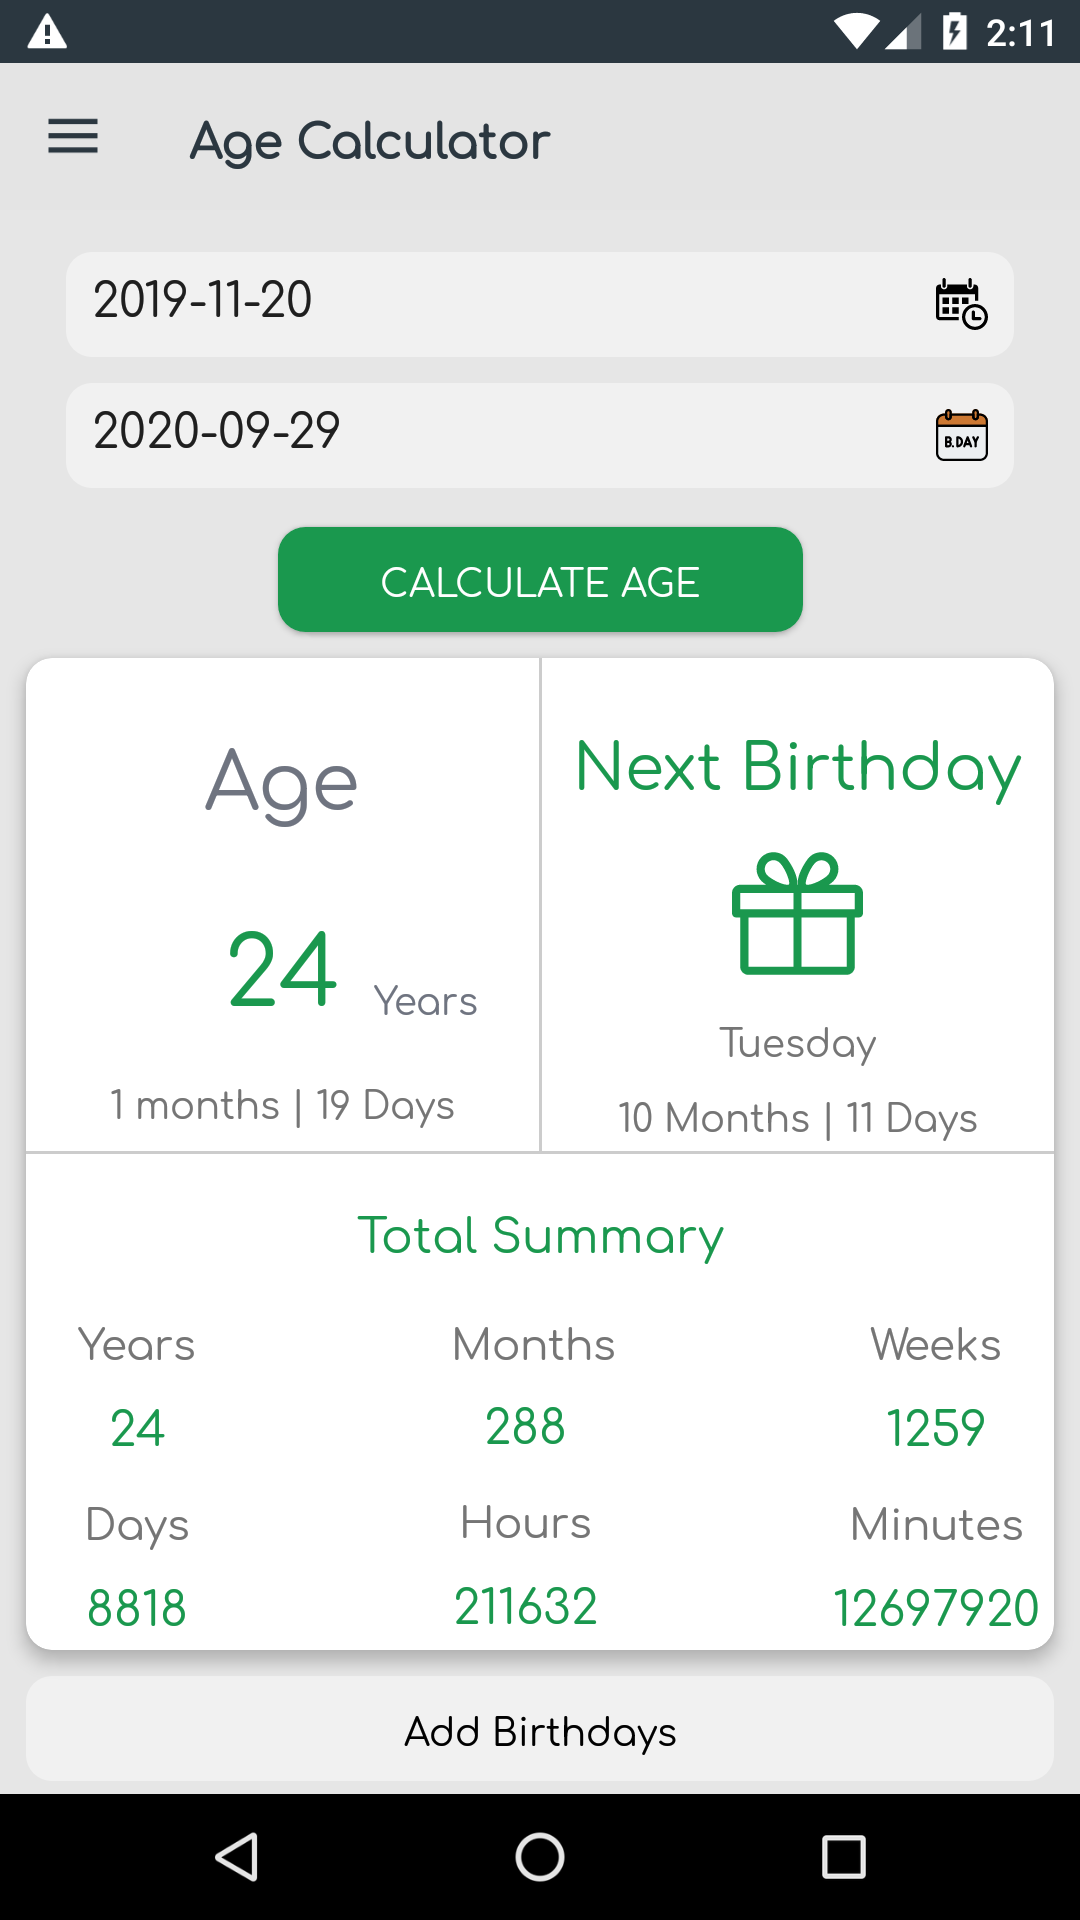 2:11
Age Calculator
2019-11-20
2020-09-29
B.DAY
CALCULATE AGE
Age
24 Years
1 months | 19 Days
Next Birthday
Tuesday
10 Months | 11 Days
Total Summary
Years Months Weeks
24 288 1259
Days Hours Minutes
8818 211632 12697920
Add Birthdays